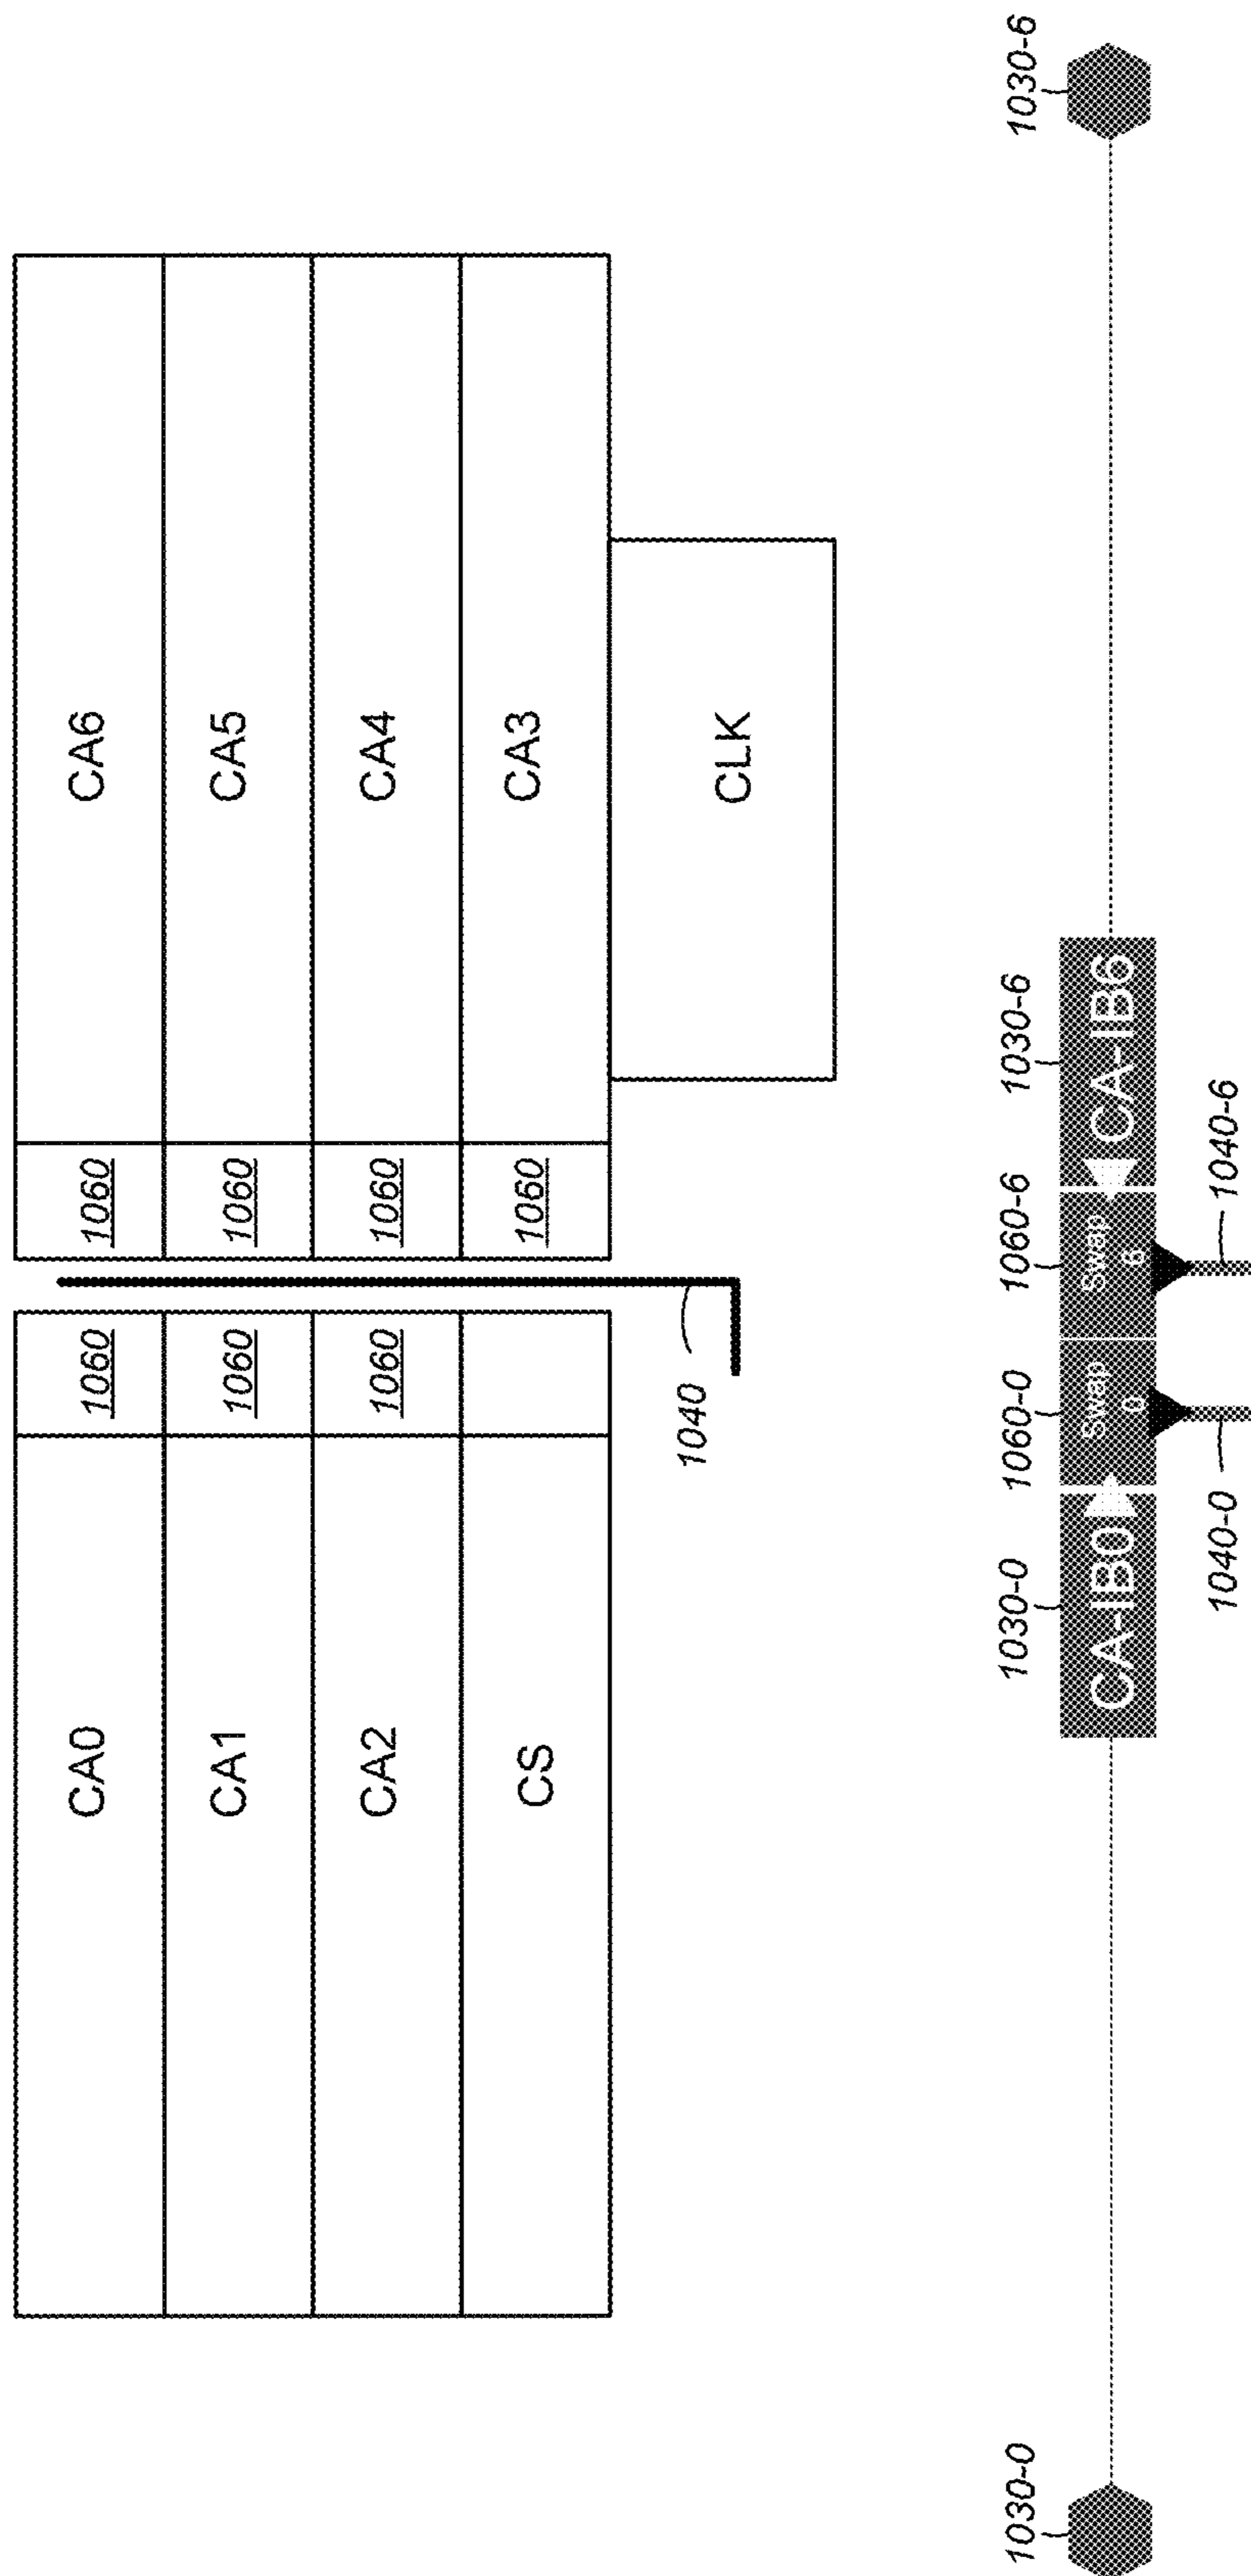 CA0 1060 1060 CA6
CA1 1060 1060 CA5
CA2 1060 1060 CA4
CS 1060 CA3
1040 CLK
1030-0 1030-0 1060-0 1060-6 1030-6 1030-6
CA-IB0 Swap 0 Swap 6 CA-IB6
1040-0 1040-6